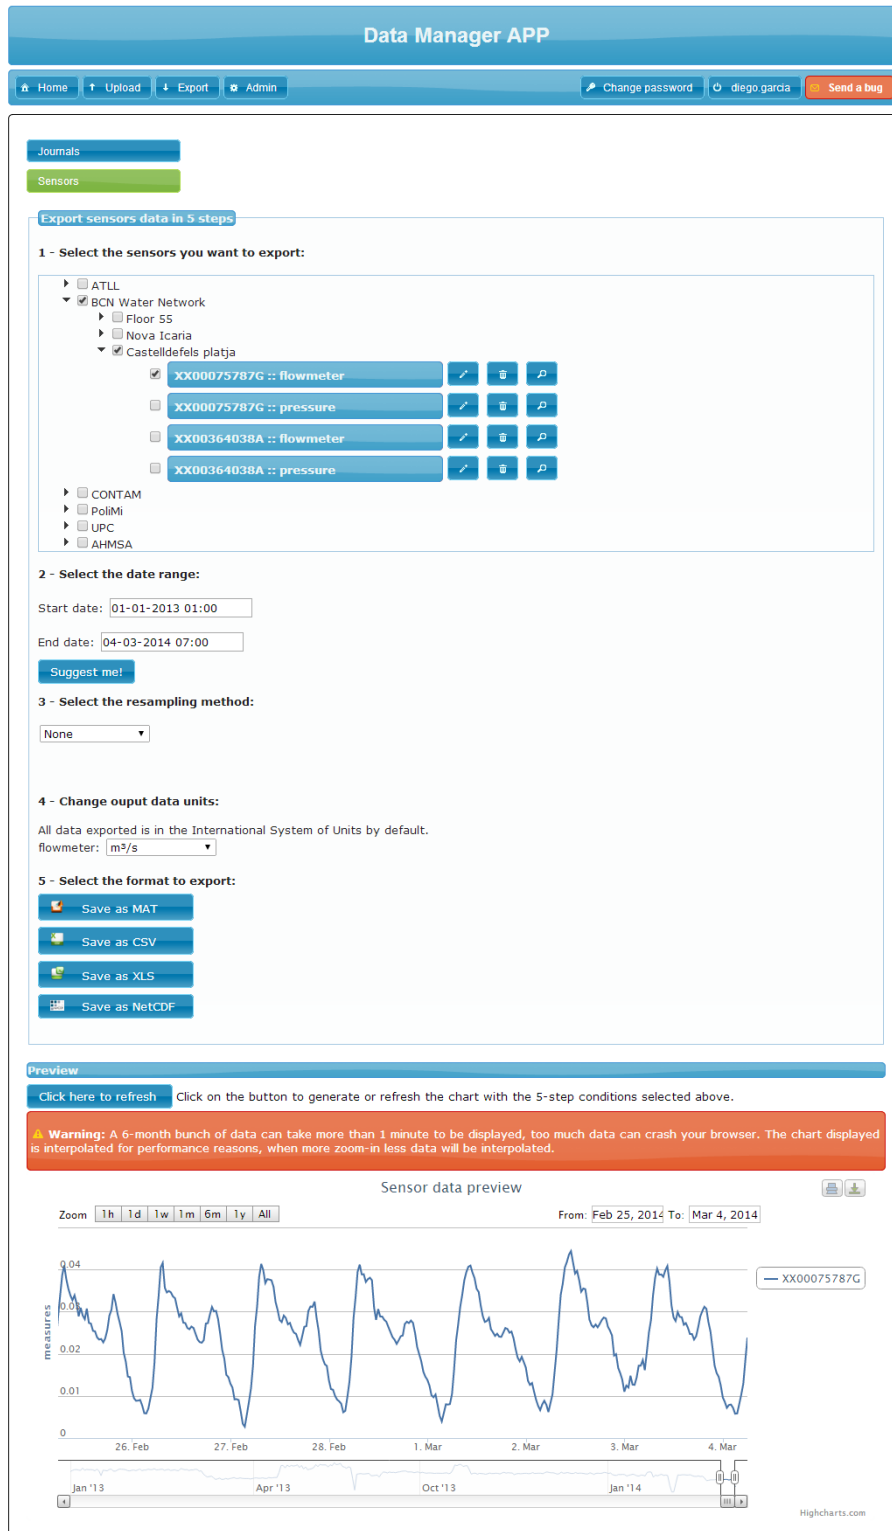 Data Manager APP
Home Upload Export Admin Change password diego.garcia Send a bug
Journals
Sensors
Export sensors data in 5 steps
1 - Select the sensors you want to export:
ATLL
BCN Water Network
Floor 55
Nova Icaria
Castelldefels platja
XX00075787G :: flowmeter
XX00075787G :: pressure
XX00364038A :: flowmeter
XX00364038A :: pressure
CONTAM
PoliMi
UPC
AHMSA
2 - Select the date range:
Start date: 01-01-2013 01:00
End date: 04-03-2014 07:00
Suggest me!
3 - Select the resampling method:
None
4 - Change ouput data units:
All data exported is in the International System of Units by default.
flowmeter: m³/s
5 - Select the format to export:
Save as MAT
Save as CSV
Save as XLS
Save as NetCDF
Preview
Click here to refresh Click on the button to generate or refresh the chart with the 5-step conditions selected above.
Warning: A 6-month bunch of data can take more than 1 minute to be displayed, too much data can crash your browser. The chart displayed
is interpolated for performance reasons, when more zoom-in less data will be interpolated.
Sensor data preview
Zoom 1h 1d 1w 1m 6m 1y All From: Feb 25, 2014 To: Mar 4, 2014
0.04
XX00075787G
0.03
measures
0.02
0.01
0
26. Feb 27. Feb 28. Feb 1. Mar 2. Mar 3. Mar 4. Mar
Jan '13 Apr '13 Oct '13 Jan '14
Highcharts.com